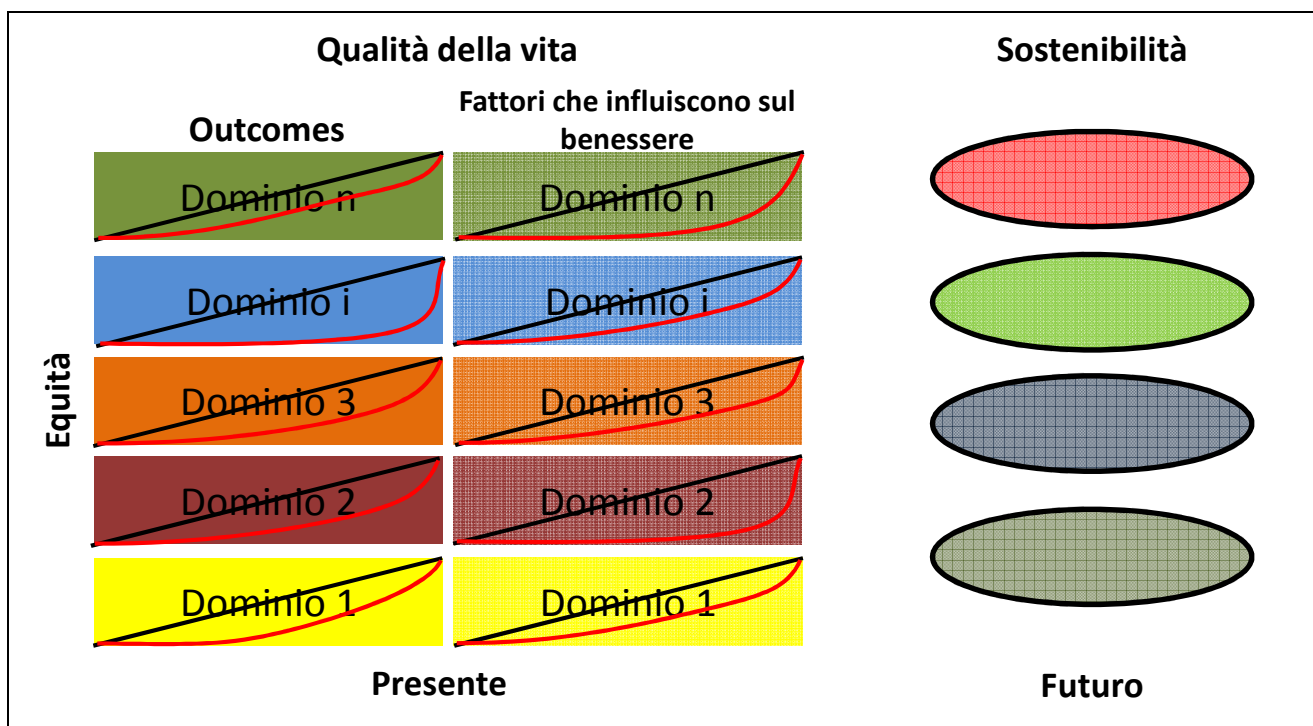 Qualità della vita
Sostenibilità
Outcomes
Fattori che influiscono sul
benessere
Equità
Dominio n
Dominio n
Dominio i
Dominio i
Dominio 3
Dominio 3
Dominio 2
Dominio 2
Dominio 1
Dominio 1
Presente
Futuro